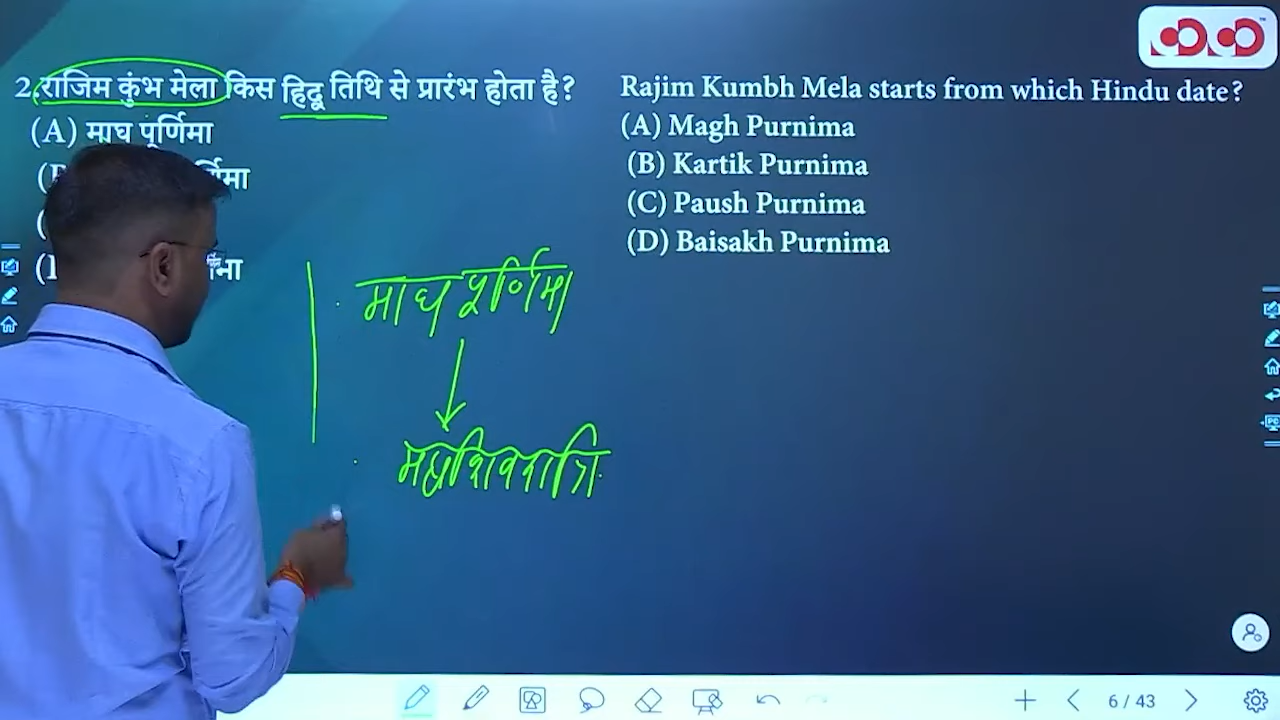 2.राजिम कुंभ मेला किस हिंदू तिथि से प्रारंभ होता है?
(A) माघ पूर्णिमा
Rajim Kumbh Mela starts from which Hindu date?
(A) Magh Purnima
(B) Kartik Purnima
(C) Paush Purnima
(D) Baisakh Purnima
माघ पूर्णिमा
महाशिवरात्रि
6 / 43